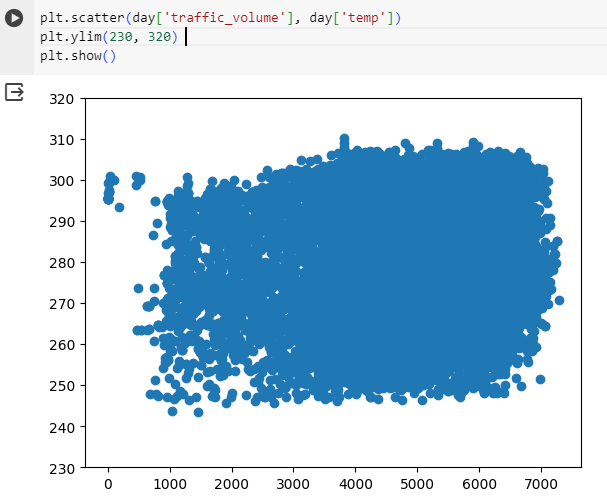 plt.scatter(day['traffic_volume'], day['temp'])
plt.ylim(230, 320)
plt.show()
320
310
300
290
280
270
260
250
240
230
0 1000 2000 3000 4000 5000 6000 7000